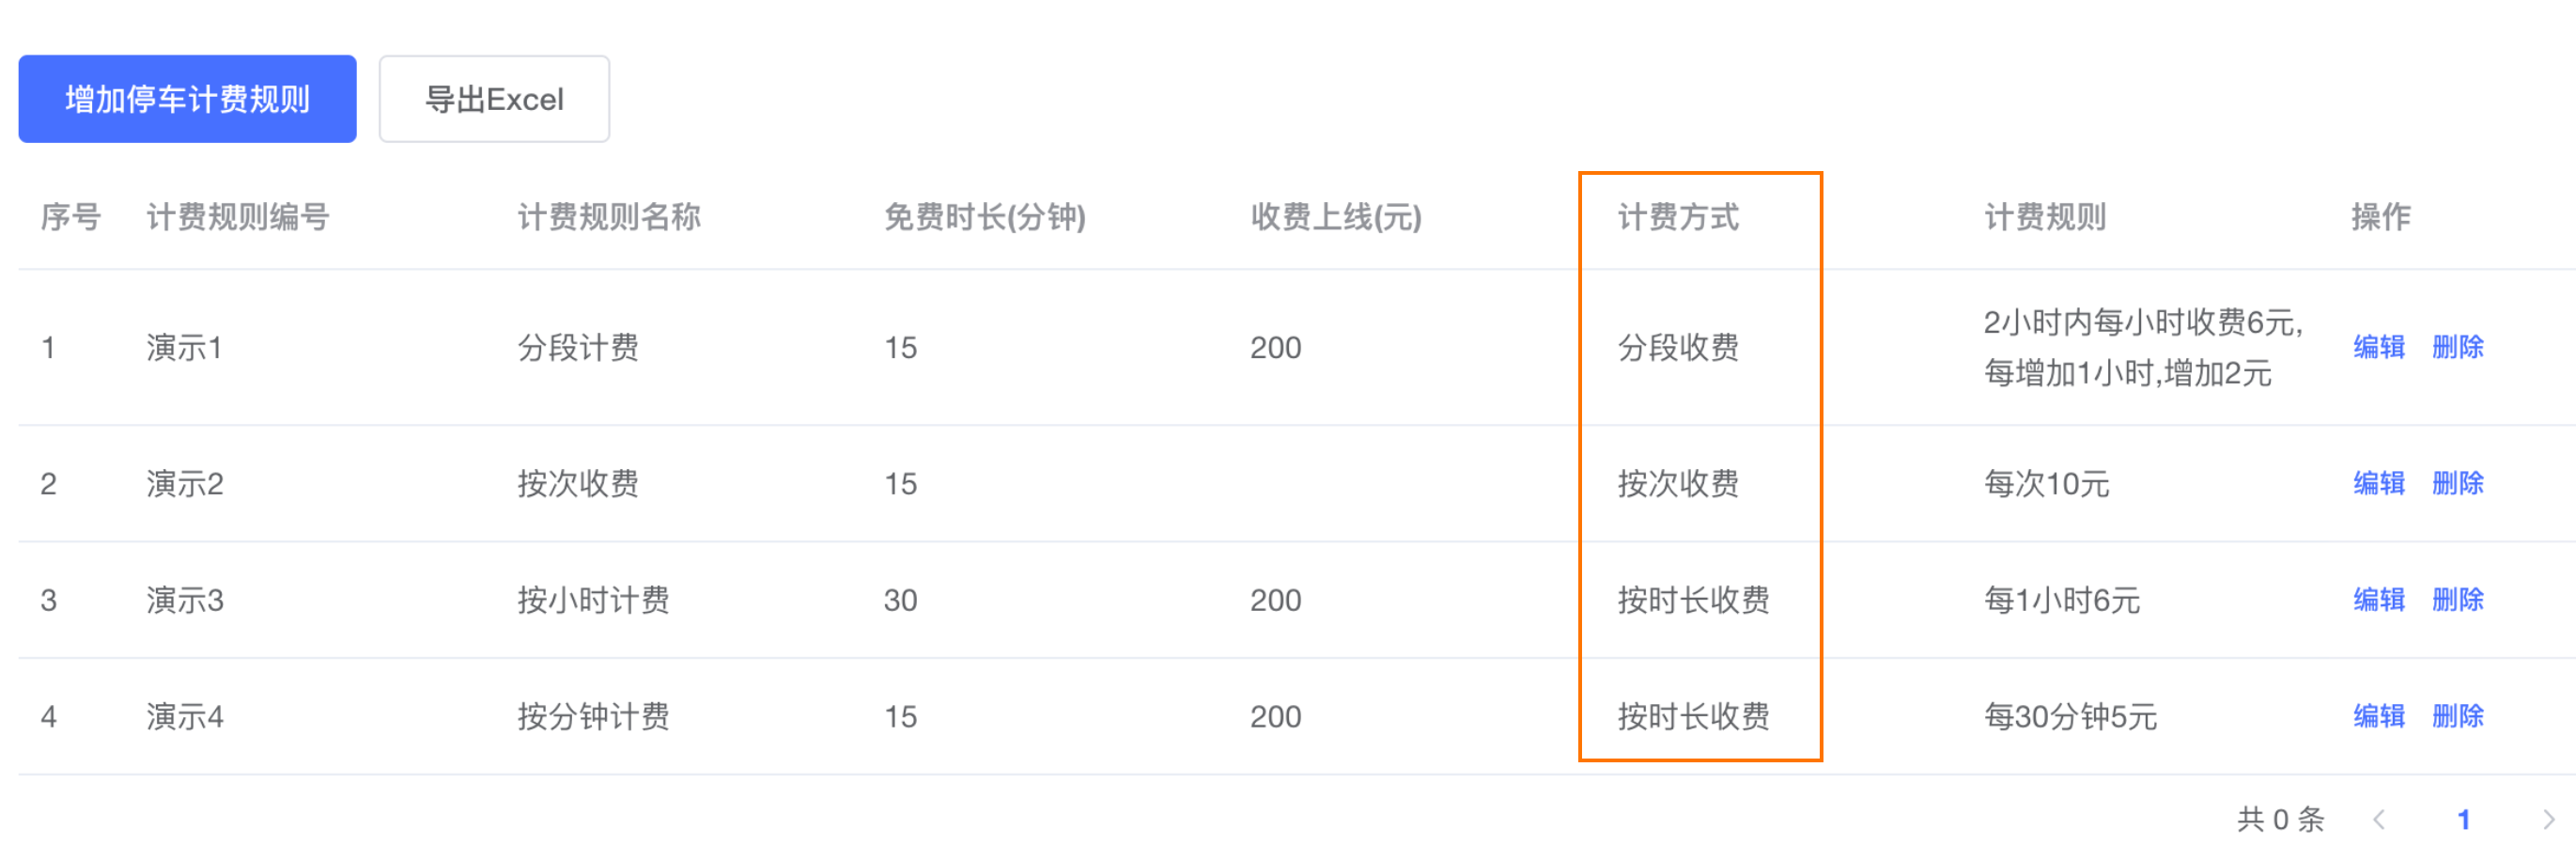 增加停车计费规则 导出Excel
序号 计费规则编号 计费规则名称 免费时长(分钟) 收费上线(元) 计费方式 计费规则 操作
1 演示1 分段计费 15 200 分段收费 2小时内每小时收费6元, 编辑 删除
每增加1小时,增加2元
2 演示2 按次收费 15 按次收费 每次10元 编辑 删除
3 演示3 按小时计费 30 200 按时长收费 每1小时6元 编辑 删除
4 演示4 按分钟计费 15 200 按时长收费 每30分钟5元 编辑 删除
共 0 条 1